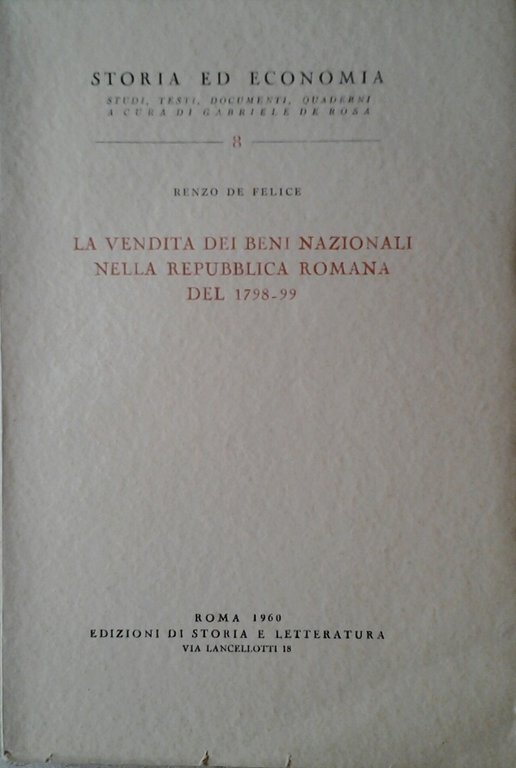 STORIA ED ECONOMIA
STUDI, TESTI, DOCUMENTI, QUADERNI
A CURA DI GABRIELE DE ROSA
8
RENZO DE FELICE
LA VENDITA DEI BENI NAZIONALI
NELLA REPUBBLICA ROMANA
DEL 1798-99
ROMA 1960
EDIZIONI DI STORIA E LETTERATURA
VIA LANCELLOTTI 18